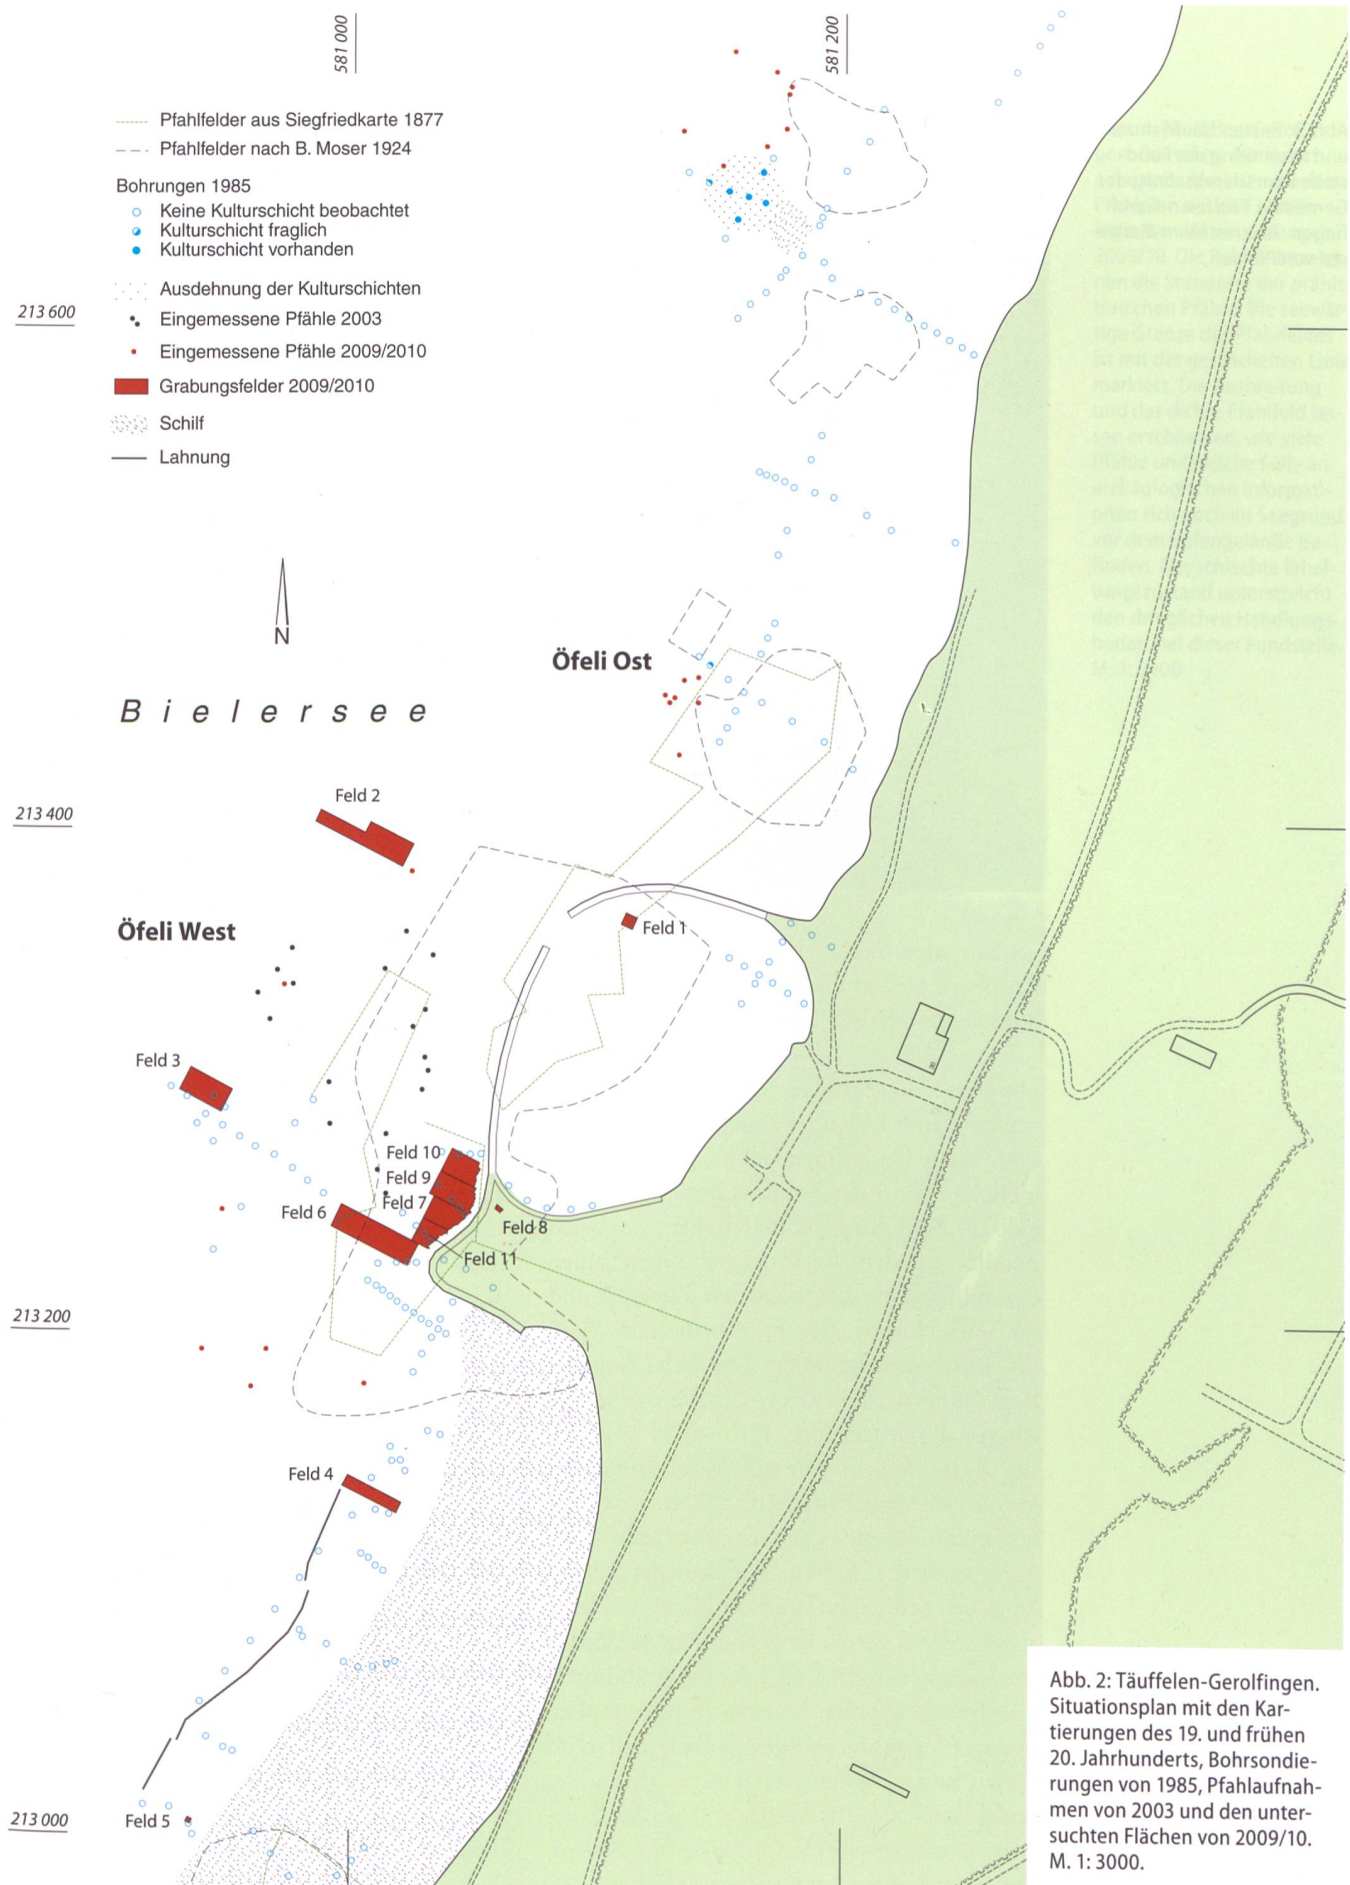 581 000
581 200
Pfahlfelder aus Siegfriedkarte 1877
Pfahlfelder nach B. Moser 1924
Bohrungen 1985
Keine Kulturschicht beobachtet
Kulturschicht fraglich
Kulturschicht vorhanden
Ausdehnung der Kulturschichten
Eingemessene Pfähle 2003
Eingemessene Pfähle 2009/2010
Grabungsfelder 2009/2010
Schilf
Lahnung
213 600
N
Öfeli Ost
Bielersee
Feld 2
213 400
Öfeli West
Feld 1
Feld 3
Feld 10
Feld 9
Feld 7
Feld 6
Feld 8
Feld 11
213 200
Feld 4
Feld 5
213 000
Abb. 2: Täuffelen-Gerolfingen.
Situationsplan mit den Kar-
tierungen des 19. und frühen
20. Jahrhunderts, Bohrsondie-
rungen von 1985, Pfahlaufnah-
men von 2003 und den unter-
suchten Flächen von 2009/10.
M. 1: 3000.